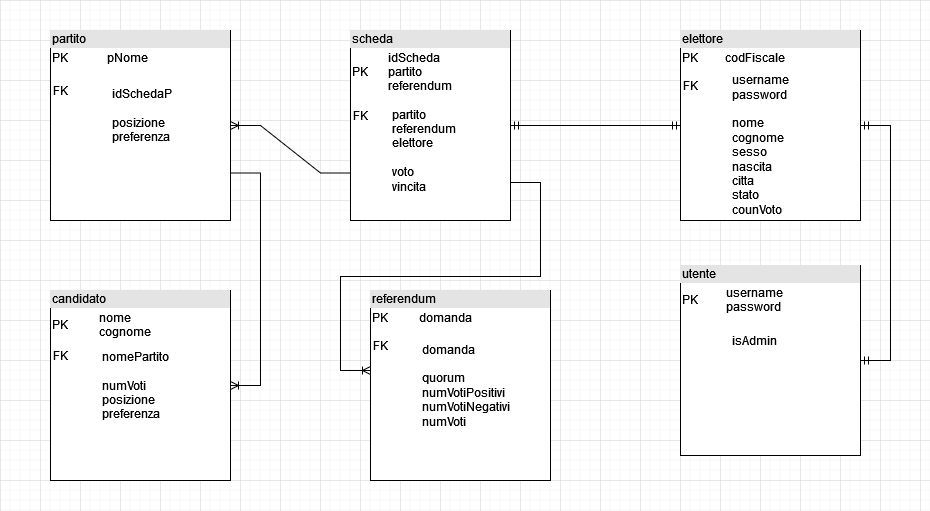 partito
PK pNome
FK idSchedaP
posizione
preferenza
scheda
idScheda
PK partito
referendum
FK partito
referendum
elettore
voto
vincita
elettore
PK codFiscale
FK username
password
nome
cognome
sesso
nascita
citta
stato
counVoto
candidato
PK nome
cognome
FK nomePartito
numVoti
posizione
preferenza
referendum
PK domanda
FK domanda
quorum
numVotiPositivi
numVotiNegativi
numVoti
utente
PK username
password
isAdmin